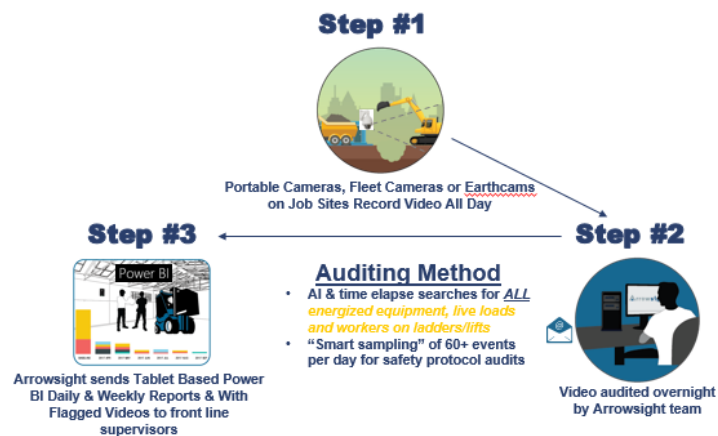 Step #1
Portable Cameras, Fleet Cameras or Earthcams
on Job Sites Record Video All Day
Step #3
Step #2
Power BI
Auditing Method
• AI & time elapse searches for ALL
energized equipment, live loads
and workers on ladders/lifts
• “Smart sampling” of 60+ events
per day for safety protocol audits
Arrowsight sends Tablet Based Power
BI Daily & Weekly Reports & With
Flagged Videos to front line
supervisors
Video audited overnight
by Arrowsight team